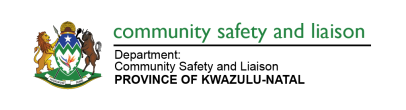 community safety and liaison
Department:
Community Safety and Liaison
PROVINCE OF KWAZULU-NATAL